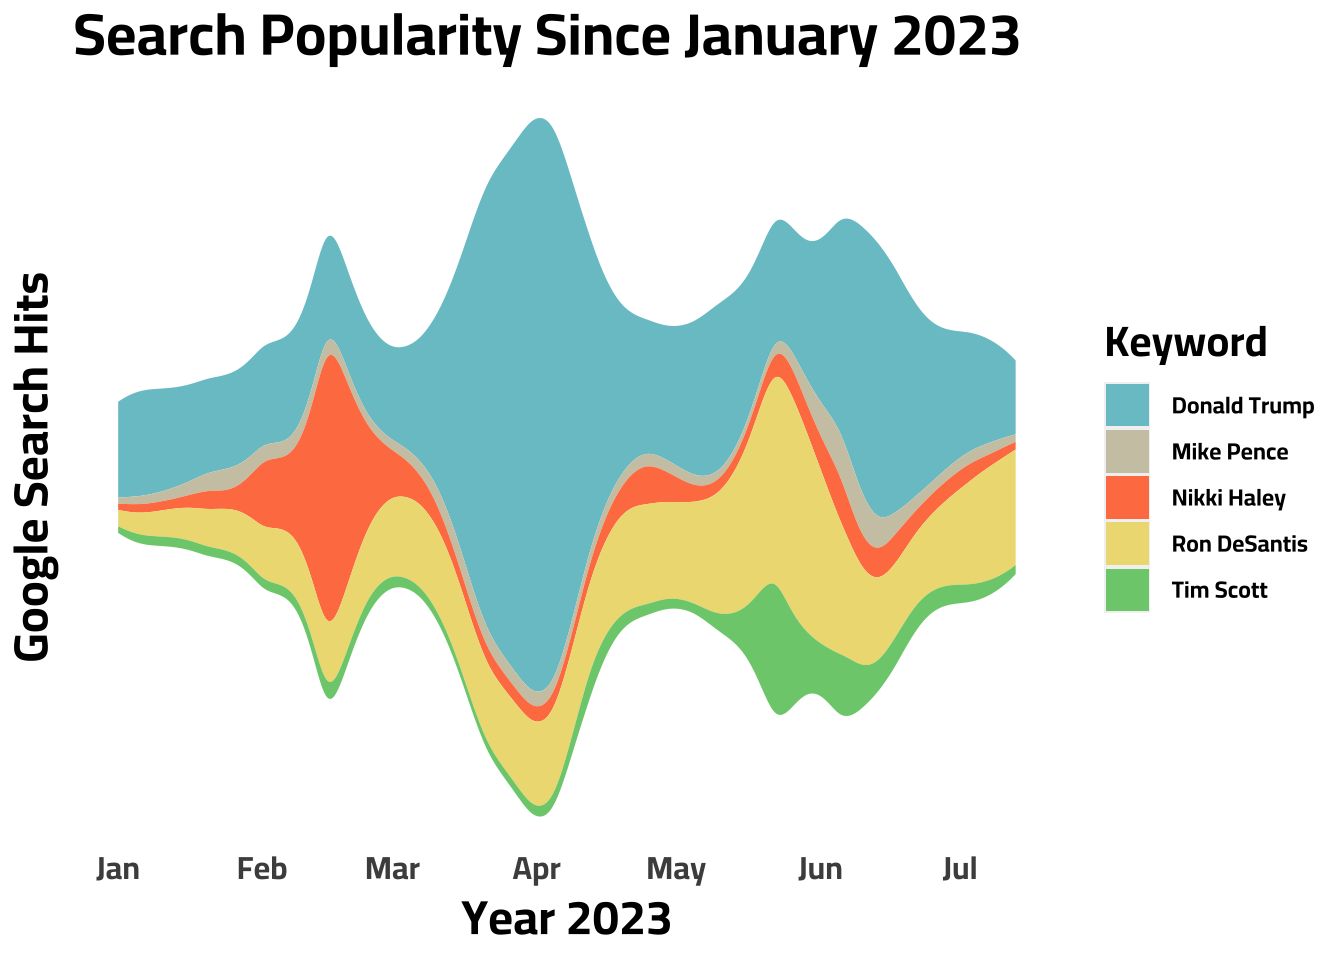 Search Popularity Since January 2023
Google Search Hits
Keyword
Donald Trump
Mike Pence
Nikki Haley
Ron DeSantis
Tim Scott
Jan Feb Mar Apr May Jun Jul
Year 2023